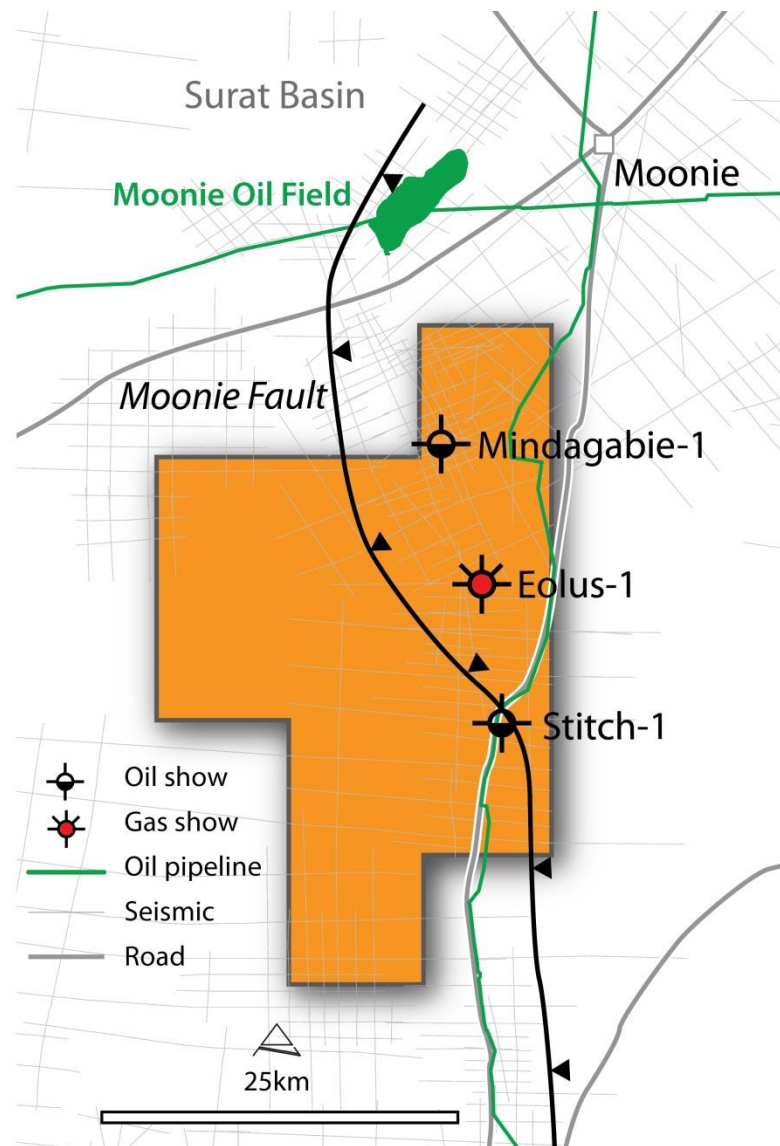 Surat Basin
Moonie Oil Field
Moonie
Moonie Fault
Mindagabie-1
Eolus-1
Stitch-1
Oil show
Gas show
Oil pipeline
Seismic
Road
25km